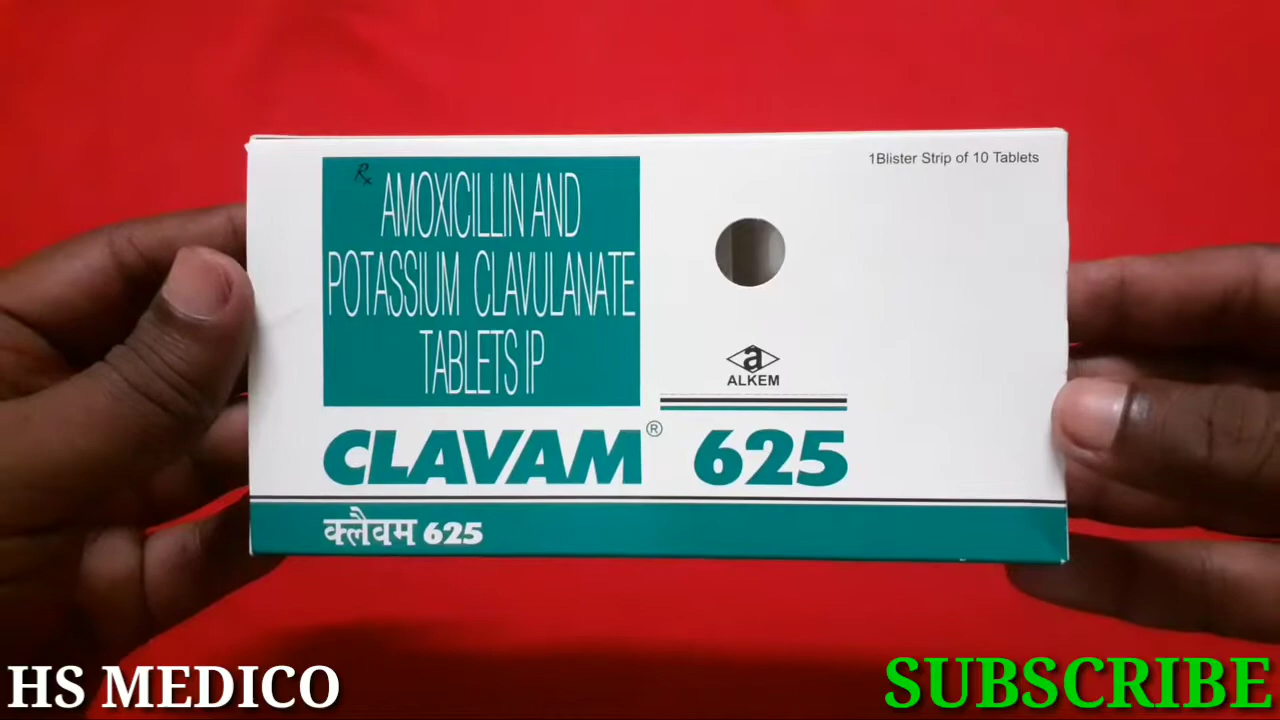 1Blister Strip of 10 Tablets
Rx
AMOXICILLIN AND
POTASSIUM CLAVULANATE
TABLETS IP
a
ALKEM
CLAVAM® 625
क्लैवम 625
HS MEDICO
SUBSCRIBE